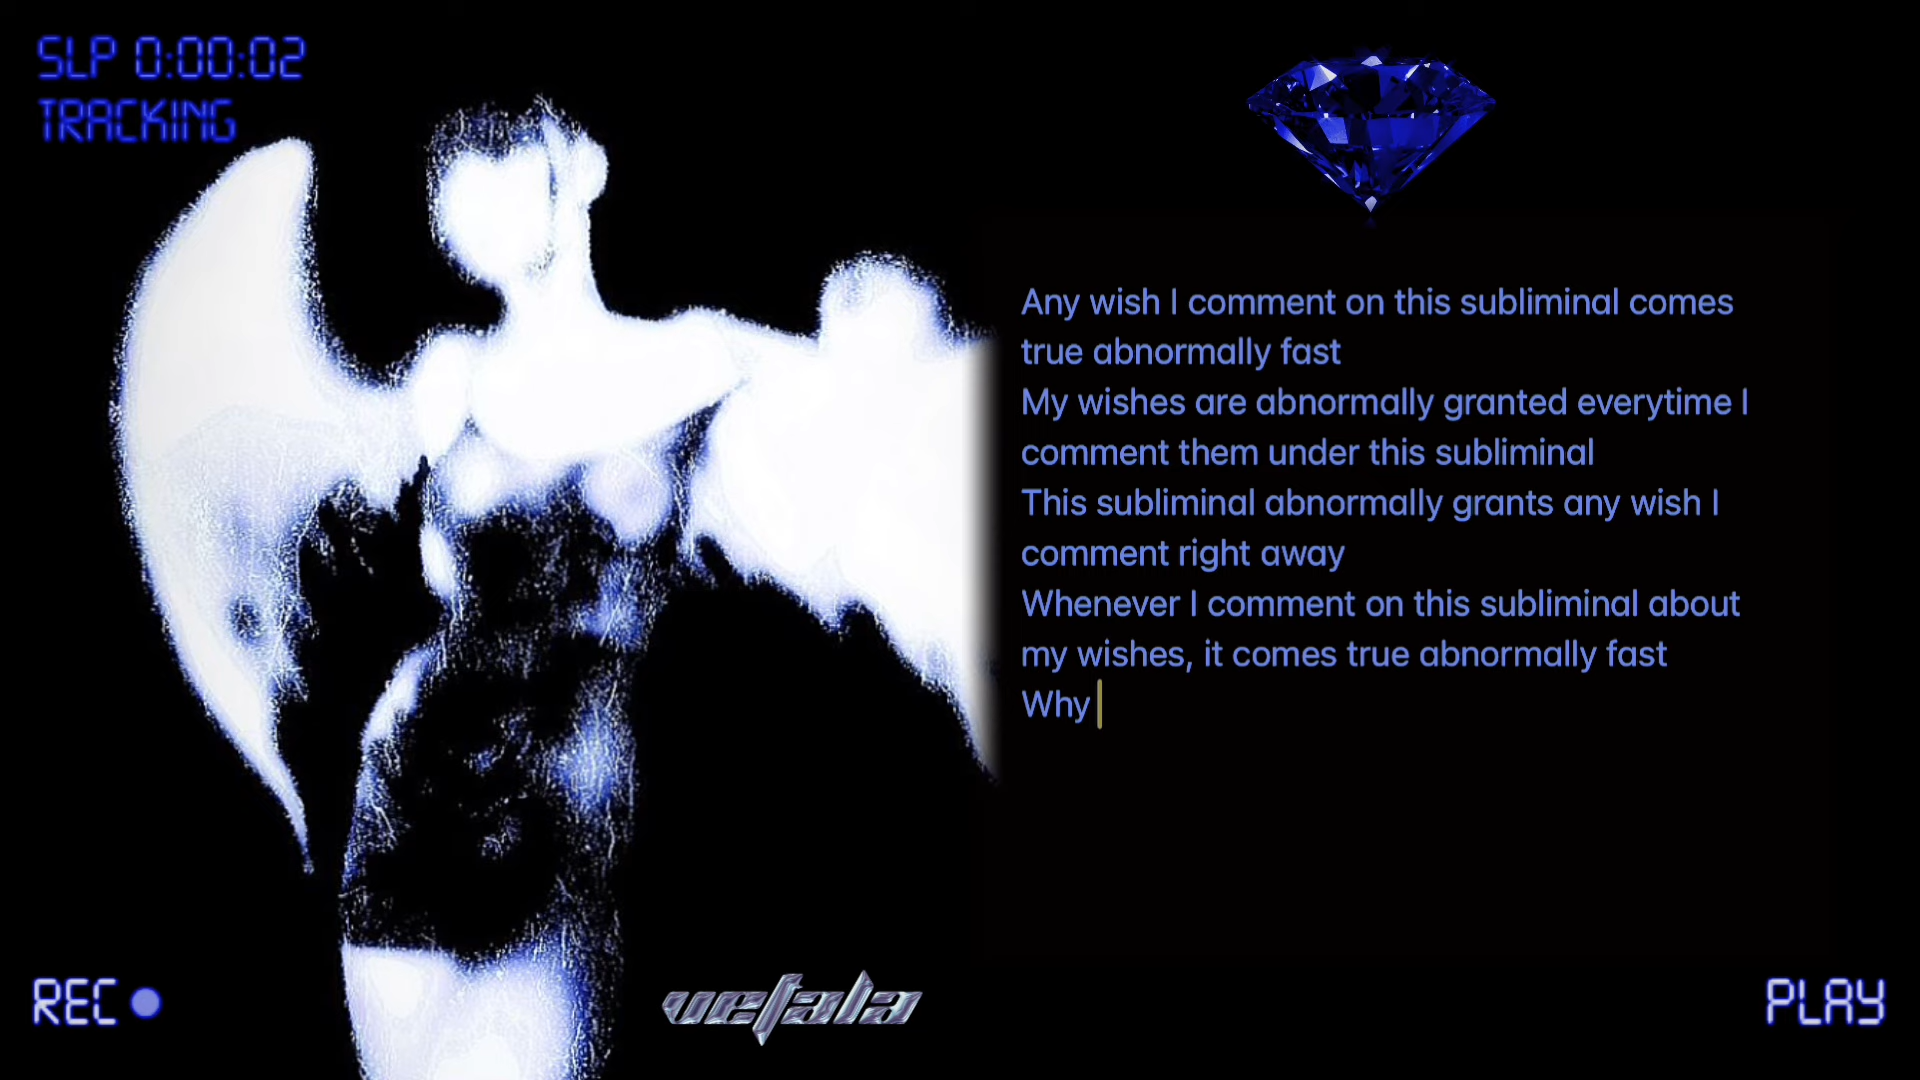 SLP 0:00:02
TRACKING
Any wish I comment on this subliminal comes
true abnormally fast
My wishes are abnormally granted everytime I
comment them under this subliminal
This subliminal abnormally grants any wish I
comment right away
Whenever I comment on this subliminal about
my wishes, it comes true abnormally fast
Why
REC
vefala
PLAY